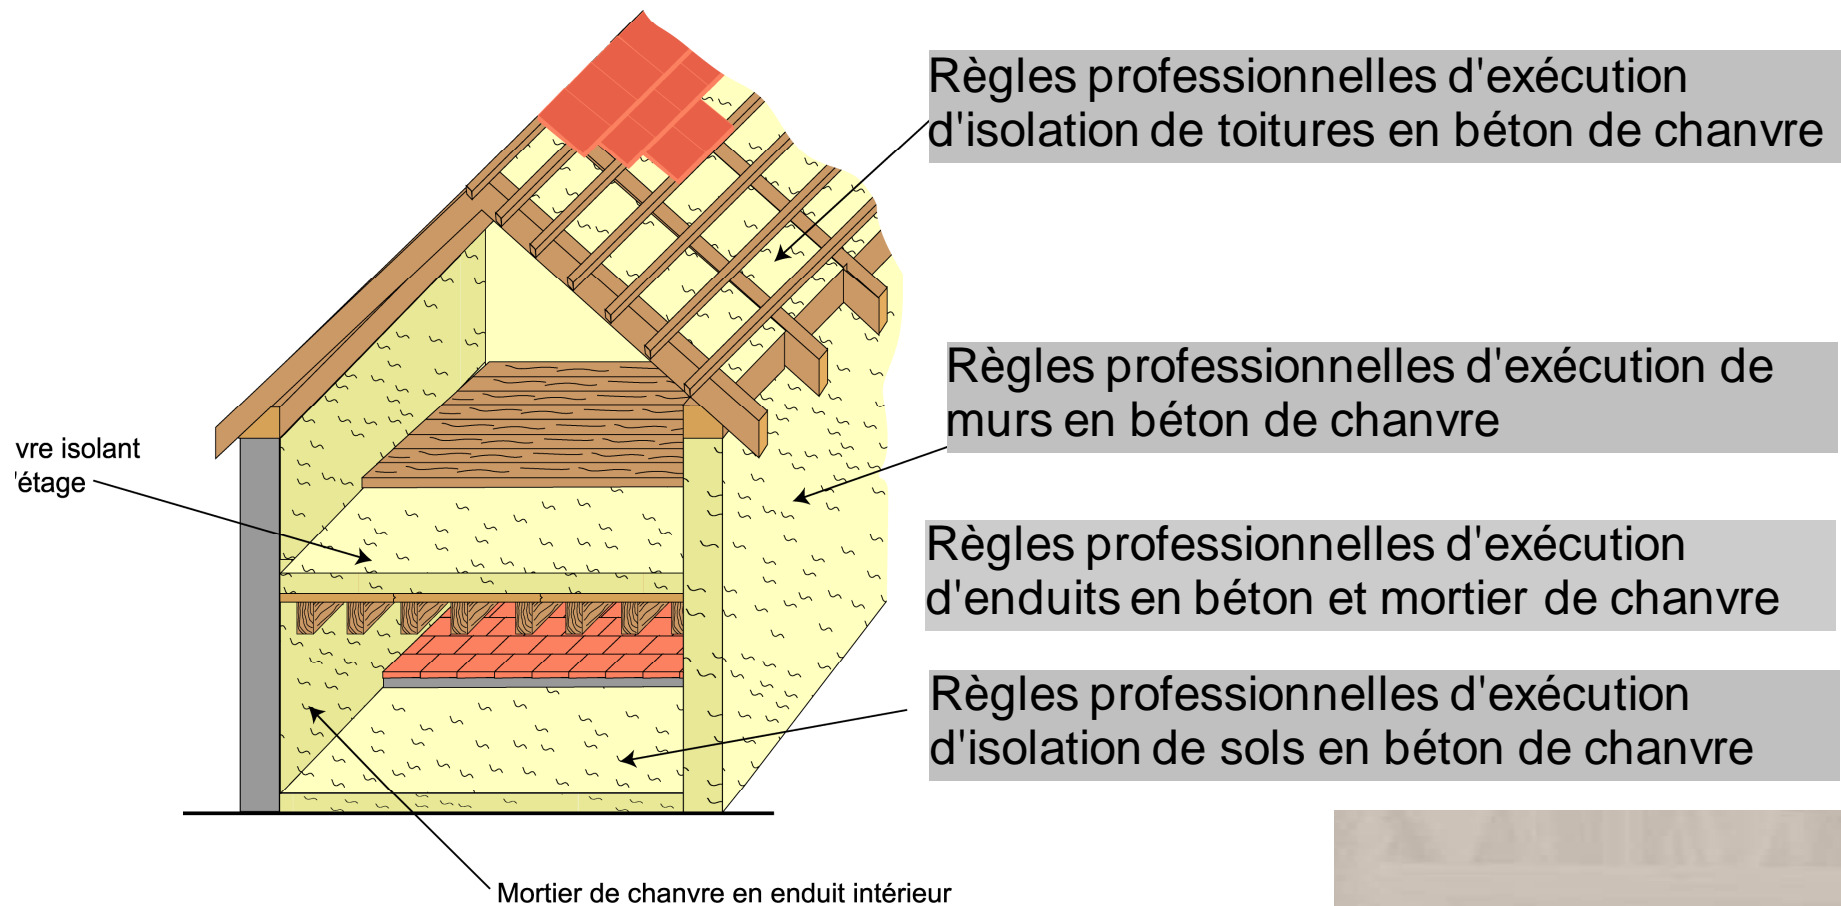 Règles professionnelles d'exécution
d'isolation de toitures en béton de chanvre
Règles professionnelles d'exécution de
murs en béton de chanvre
vre isolant
'étage
Règles professionnelles d'exécution
d'enduits en béton et mortier de chanvre
Règles professionnelles d'exécution
d'isolation de sols en béton de chanvre
Mortier de chanvre en enduit intérieur